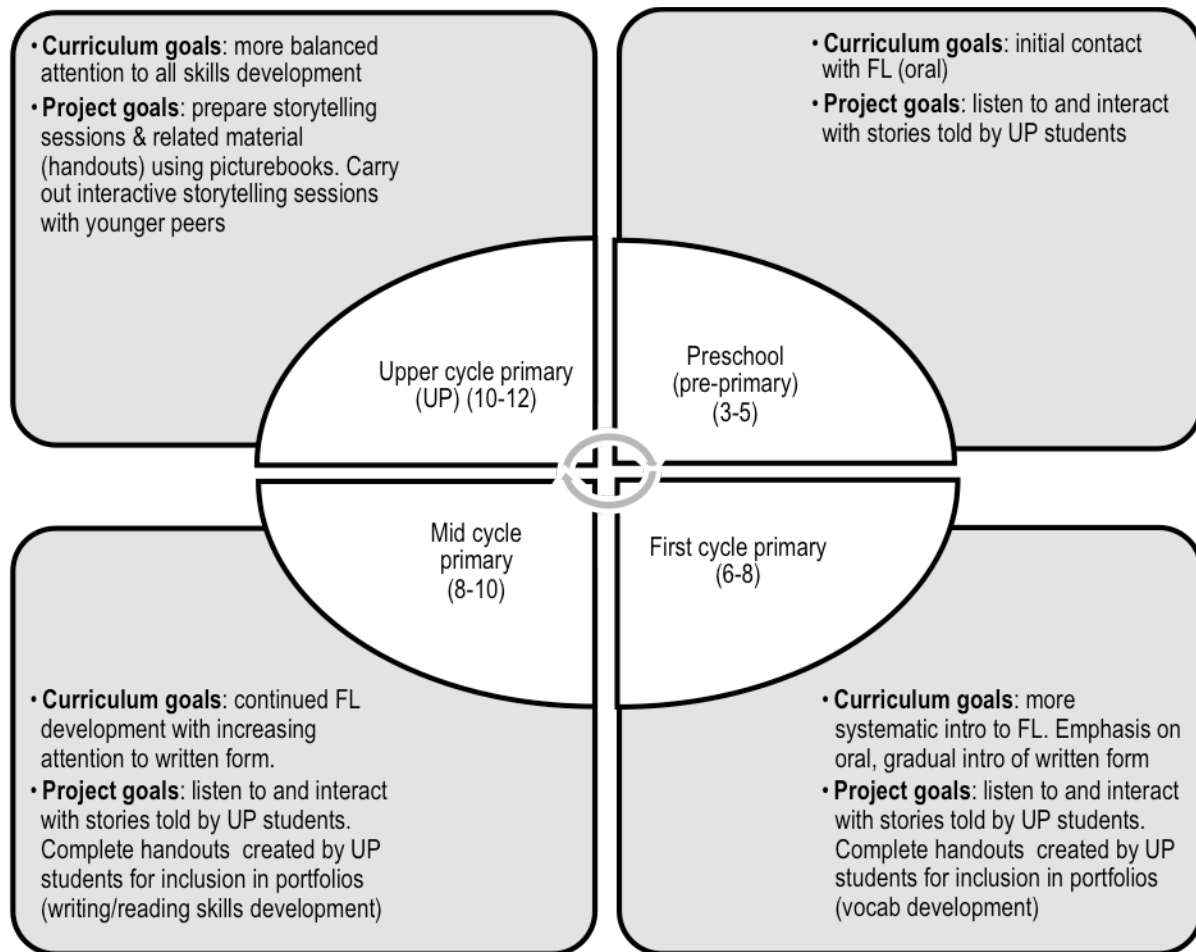 • Curriculum goals: more balanced
attention to all skills development
• Project goals: prepare storytelling
sessions & related material
(handouts) using picturebooks. Carry
out interactive storytelling sessions
with younger peers
• Curriculum goals: initial contact
with FL (oral)
• Project goals: listen to and interact
with stories told by UP students
Upper cycle primary
(UP) (10-12)
Preschool
(pre-primary)
(3-5)
Mid cycle
primary
(8-10)
First cycle primary
(6-8)
• Curriculum goals: continued FL
development with increasing
attention to written form.
• Project goals: listen to and interact
with stories told by UP students.
Complete handouts created by UP
students for inclusion in portfolios
(writing/reading skills development)
• Curriculum goals: more
systematic intro to FL. Emphasis on
oral, gradual intro of written form
• Project goals: listen to and interact
with stories told by UP students.
Complete handouts created by UP
students for inclusion in portfolios
(vocab development)